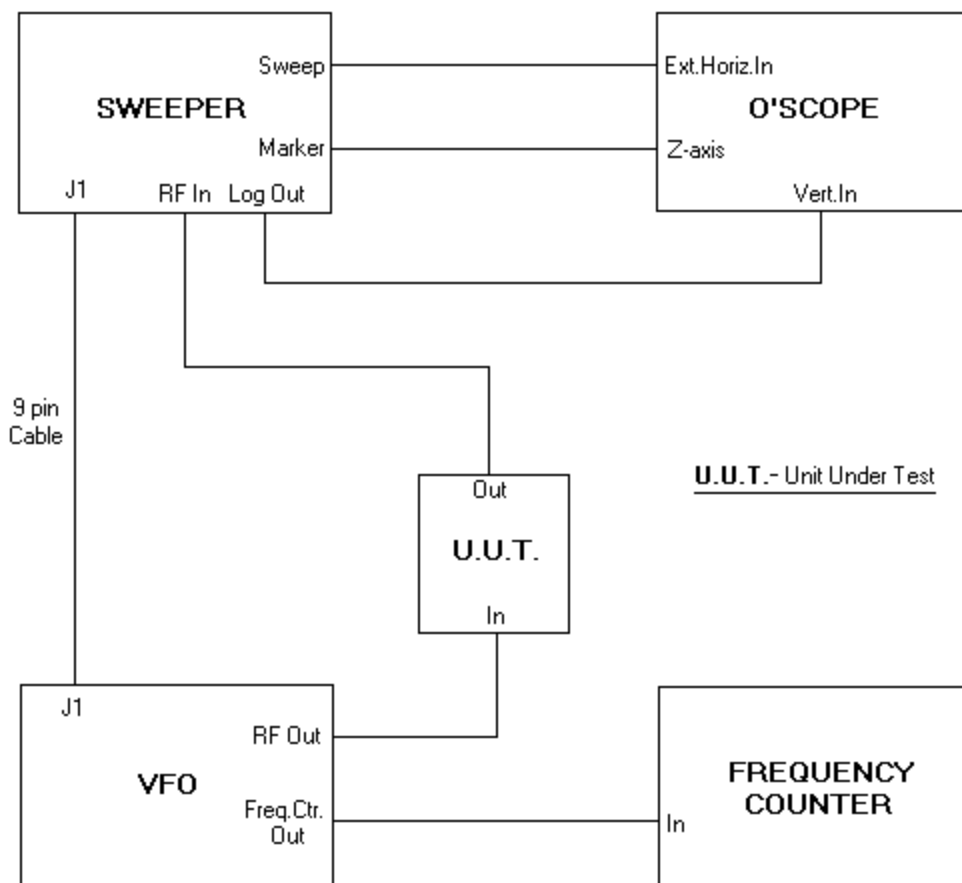 Sweep
SWEEPER
Marker
J1
RF In
Log Out
Ext.Horiz.In
O'SCOPE
Z-axis
Vert.In
9 pin
Cable
Out
U.U.T.
In
U.U.T.- Unit Under Test
J1
RF Out
VFO
Freq.Ctr.
Out
FREQUENCY
COUNTER
In